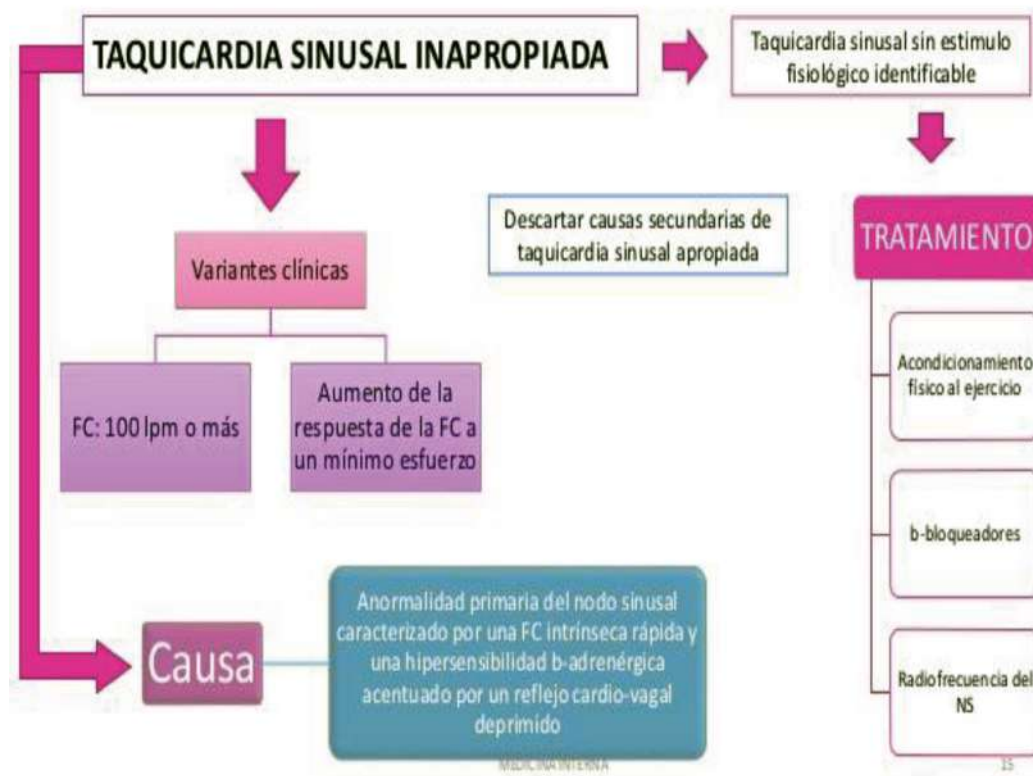 TAQUICARDIA SINUSAL INAPROPIADA
Taquicardia sinusal sin estimulo
fisiológico identificable
Descartar causas secundarias de
taquicardia sinusal apropiada
TRATAMIENTO
Variantes clínicas
FC: 100 lpm o más
Aumento de la
respuesta de la FC a
un mínimo esfuerzo
Acondicionamiento
físico al ejercicio
b-bloqueadores
Radiofrecuencia del
NS
Causa
Anormalidad primaria del nodo sinusal
caracterizado por una FC intrínseca rápida y
una hipersensibilidad b-adrenérgica
acentuado por un reflejo cardio-vagal
deprimido
MEDICINA INTERNA
15